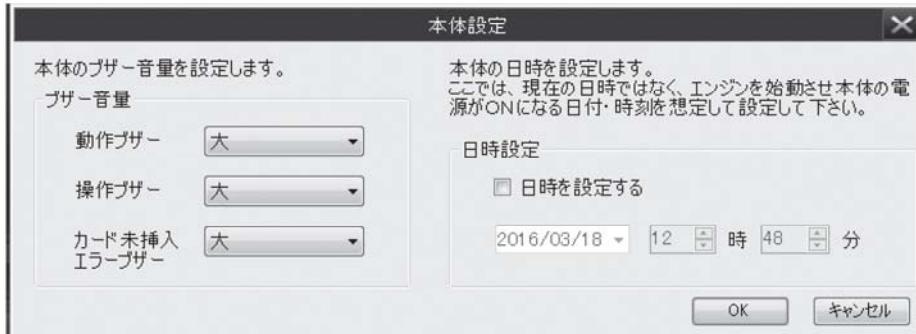 本体設定
本体のブザー音量を設定します。
ブザー音量
動作ブザー 大
操作ブザー 大
カード未挿入
エラーブザー 大
本体の日時を設定します。
ここでは、現在の日時ではなく、エンジンを始動させ本体の電
源がONになる日付・時刻を想定して設定して下さい。
日時設定
日時を設定する
2016/03/18 12 時 48 分
OK キャンセル